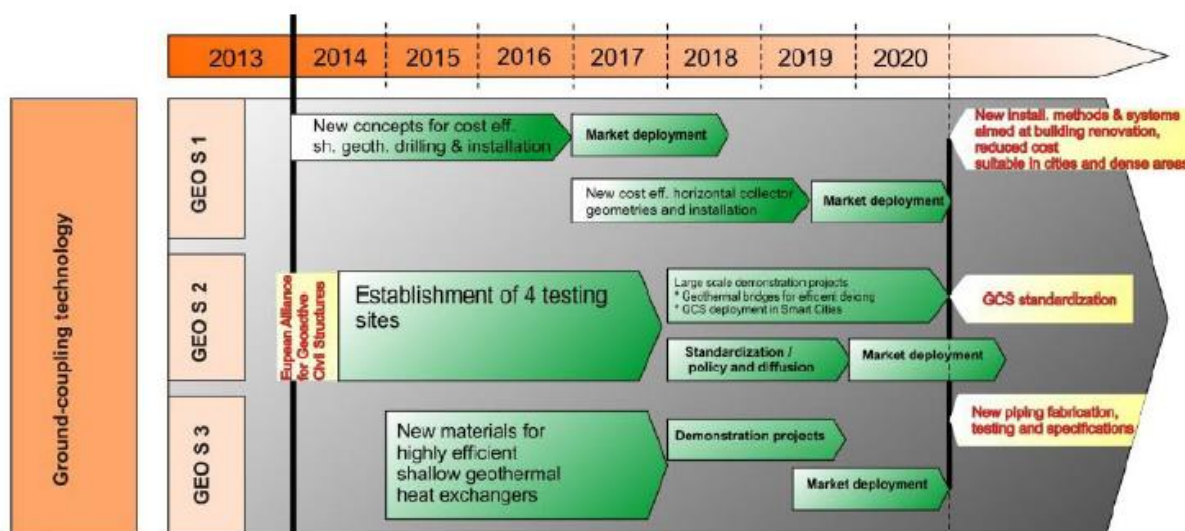 2013 2014 2015 2016 2017 2018 2019 2020
Ground-coupling technology
GEO S 1
New concepts for cost eff.
sh. geoth. drilling & installation
Market deployment
New install. methods & systems
aimed at building renovation,
reduced cost
suitable in cities and dense areas
New cost eff. horizontal collector
geometries and installation
Market deployment
GEO S 2
Eupean Alliance
for Geoactive
Civil Structures
Establishment of 4 testing
sites
Large scale demonstration projects
* Geothermal bridges for efficient deicing
* GCS deployment in Smart Cities
GCS standardization
Standardization /
policy and diffusion
Market deployment
GEO S 3
New materials for
highly efficient
shallow geothermal
heat exchangers
Demonstration projects
New piping fabrication,
testing and specifications
Market deployment